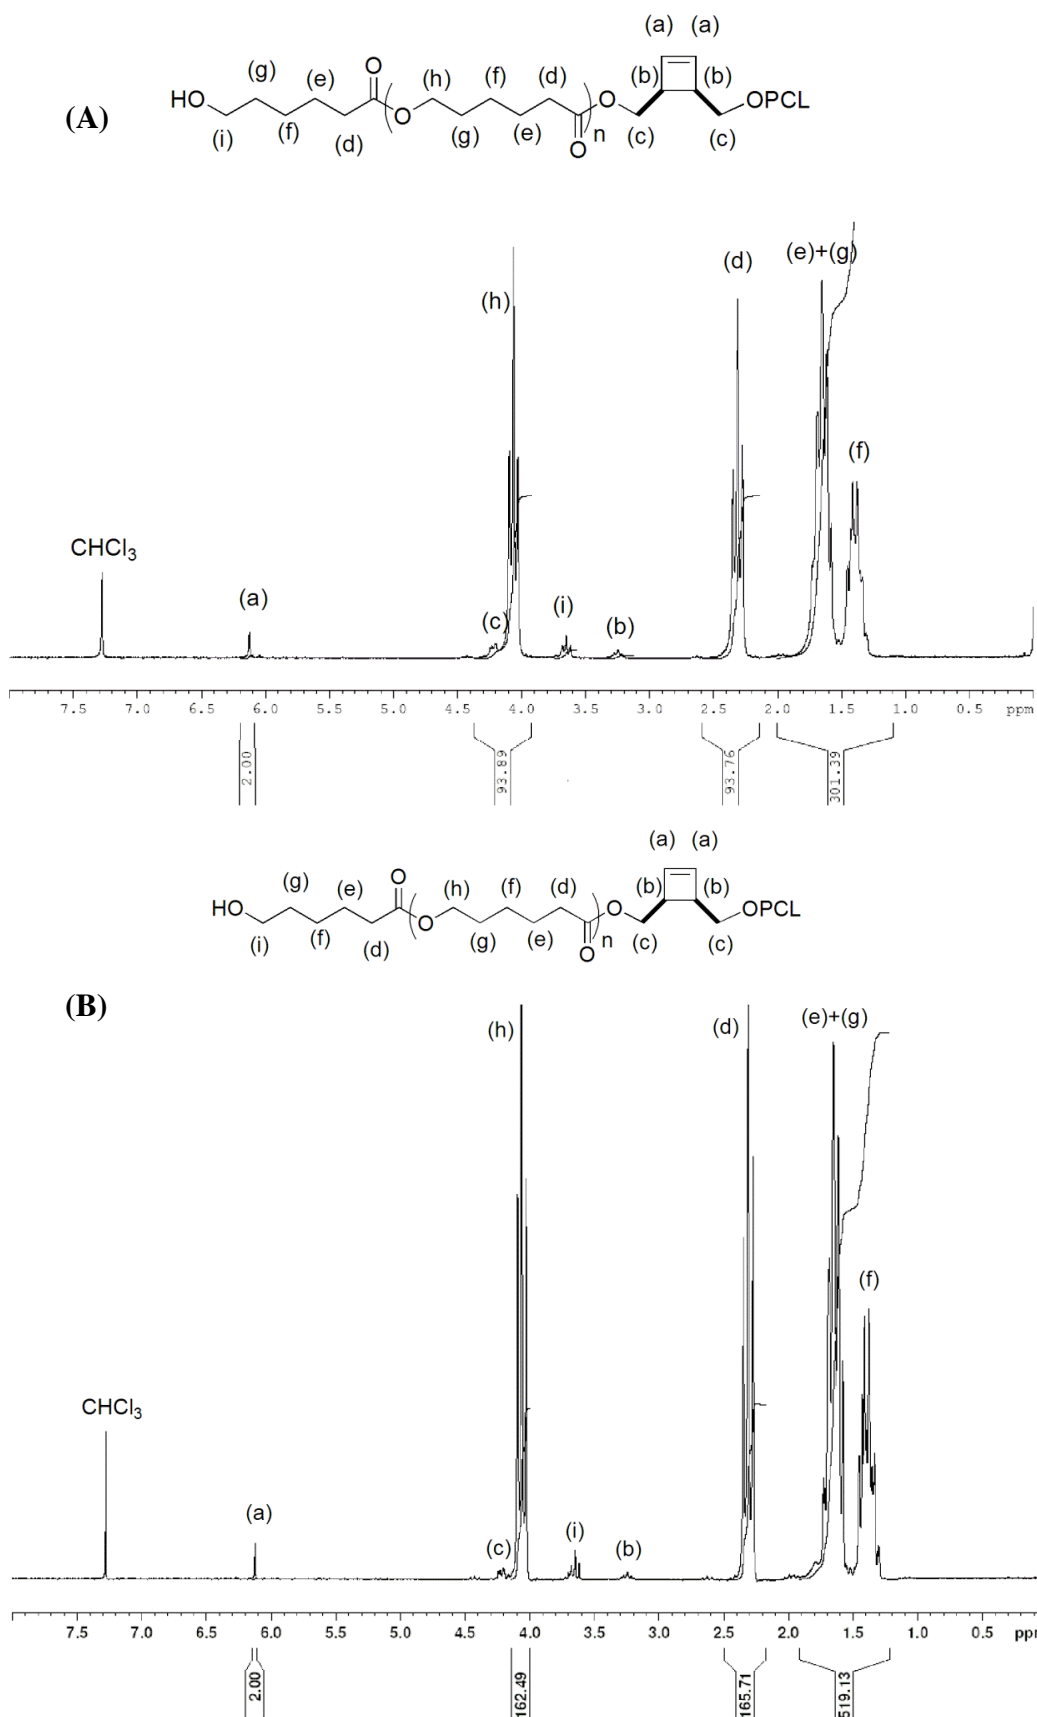 (a) (a)
(g) (e) O (h) (f) (d) (b) (b)
(A) HO O O OPCL
(i) (f) (d) (g) (e) O n (c) (c)
(e)+(g)
(d)
(h)
(f)
CHCl3
(a) (c) (i) (b)
7.5 7.0 6.5 6.0 5.5 5.0 4.5 4.0 3.5 3.0 2.5 2.0 1.5 1.0 0.5 ppm
2.00 93.89 93.76 301.39
(a) (a)
(g) (e) O (h) (f) (d) (b) (b)
HO O O OPCL
(i) (f) (d) (g) (e) O n (c) (c)
(B)
(h) (d) (e)+(g)
(f)
CHCl3
(a) (c) (i) (b)
7.5 7.0 6.5 6.0 5.5 5.0 4.5 4.0 3.5 3.0 2.5 2.0 1.5 1.0 0.5 ppm
2.00 162.49 165.71 519.13